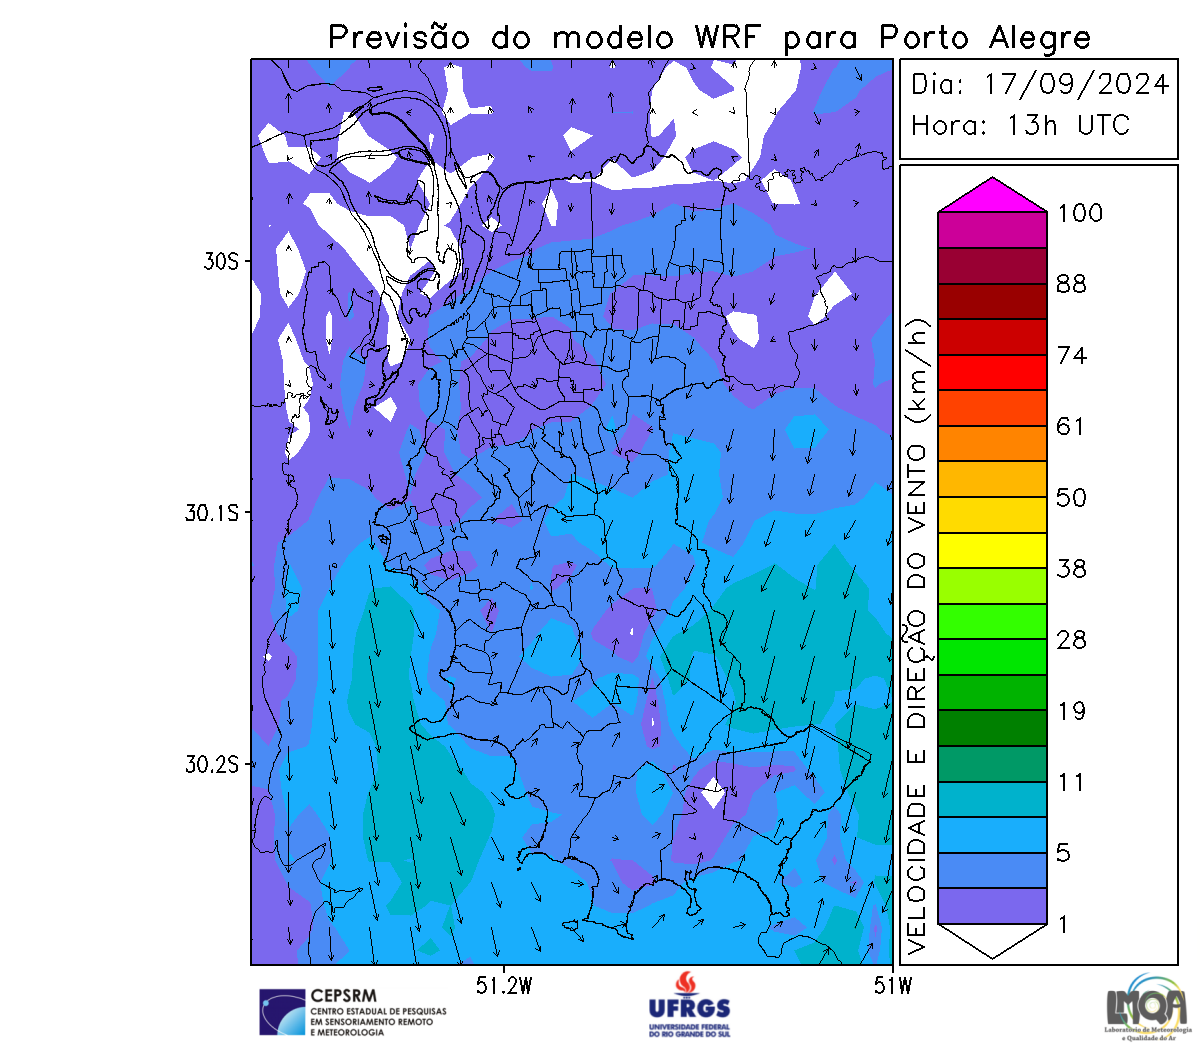 Previsão do modelo WRF para Porto Alegre
Dia: 17/09/2024
Hora: 13h UTC
30S
30.1S
30.2S
51.2W
51W
VELOCIDADE E DIREÇÃO DO VENTO (km/h)
100
88
74
61
50
38
28
19
11
5
1
CEPSRM
CENTRO ESTADUAL DE PESQUISAS
EM SENSORIAMENTO REMOTO
E METEOROLOGIA
UFRGS
UNIVERSIDADE FEDERAL
DO RIO GRANDE DO SUL
LMQA
Laboratório de Meteorologia
e Qualidade do Ar